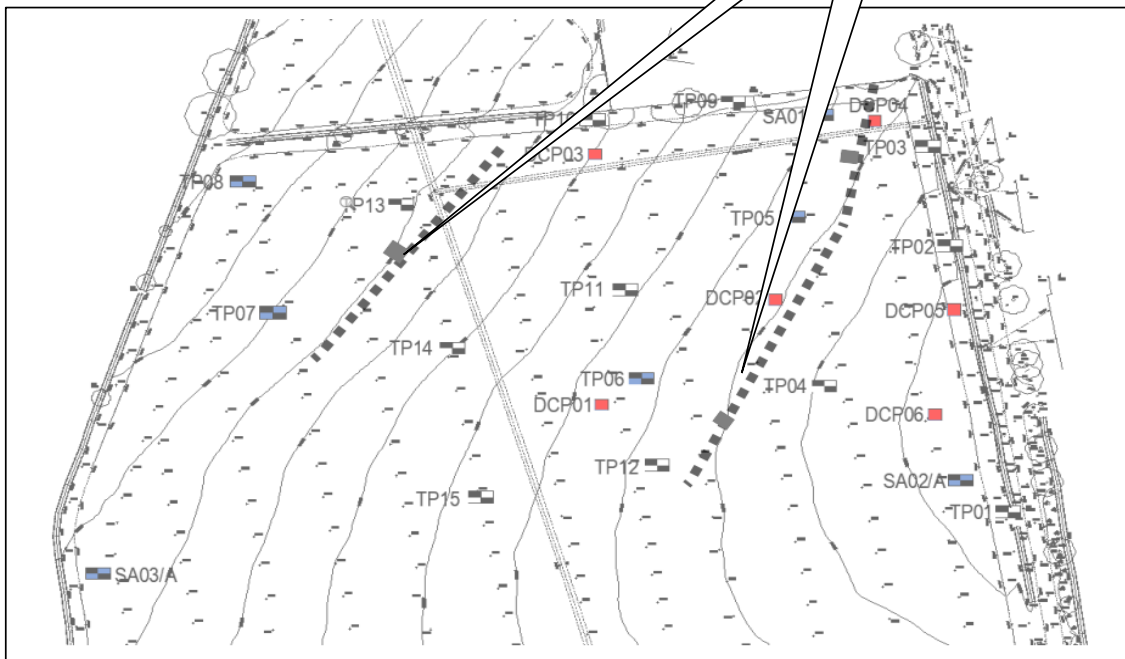 TP09
DCP04
SA01
TP10
TP03
DCP03
TP08
TP13
TP05
TP02
TP11
DCP02
DCP05
TP07
TP14
TP06
TP04
DCP01
DCP06
TP12
SA02/A
TP15
TP01
SA03/A